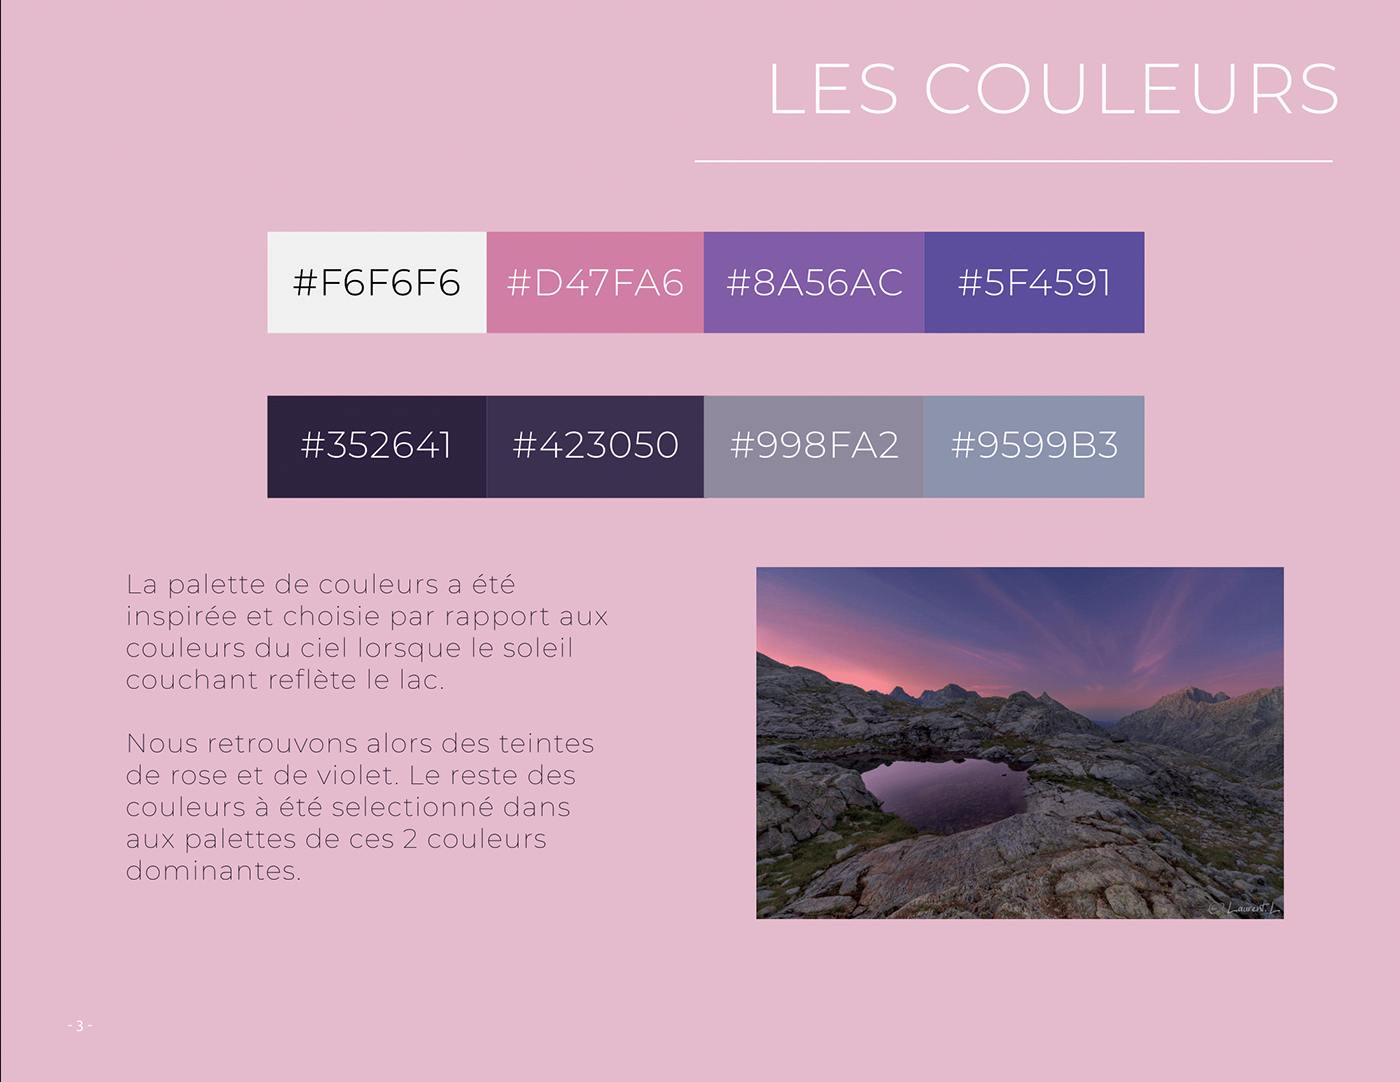 LES COULEURS
#F6F6F6 #D47FA6 #8A56AC #5F4591
#352641 #423050 #998FA2 #9599B3
La palette de couleurs a été
inspirée et choisie par rapport aux
couleurs du ciel lorsque le soleil
couchant reflète le lac.
Nous retrouvons alors des teintes
de rose et de violet. Le reste des
couleurs à été selectionné dans
aux palettes de ces 2 couleurs
dominantes.
© Laurent. L
- 3 -